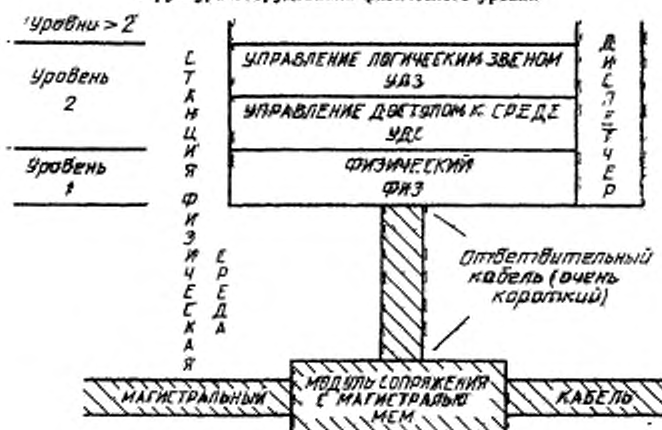 уровни > 2
Уровень
2
Уровень
1
СТАНЦИЯ
УПРАВЛЕНИЕ ЛОГИЧЕСКИМ ЗВЕНОМ
УЛЗ
УПРАВЛЕНИЕ ДОСТУПОМ К СРЕДЕ
УДС
ФИЗИЧЕСКИЙ
ФИЗ
ДИСПЕТЧЕР
ФИЗИЧЕСКАЯ
СРЕДА
Ответвительный
кабель (очень
короткий)
МАГИСТРАЛЬНЫЙ
МОДУЛЬ СОПРЯЖЕНИЯ
С МАГИСТРАЛЬЮ
МСМ
КАБЕЛЬ